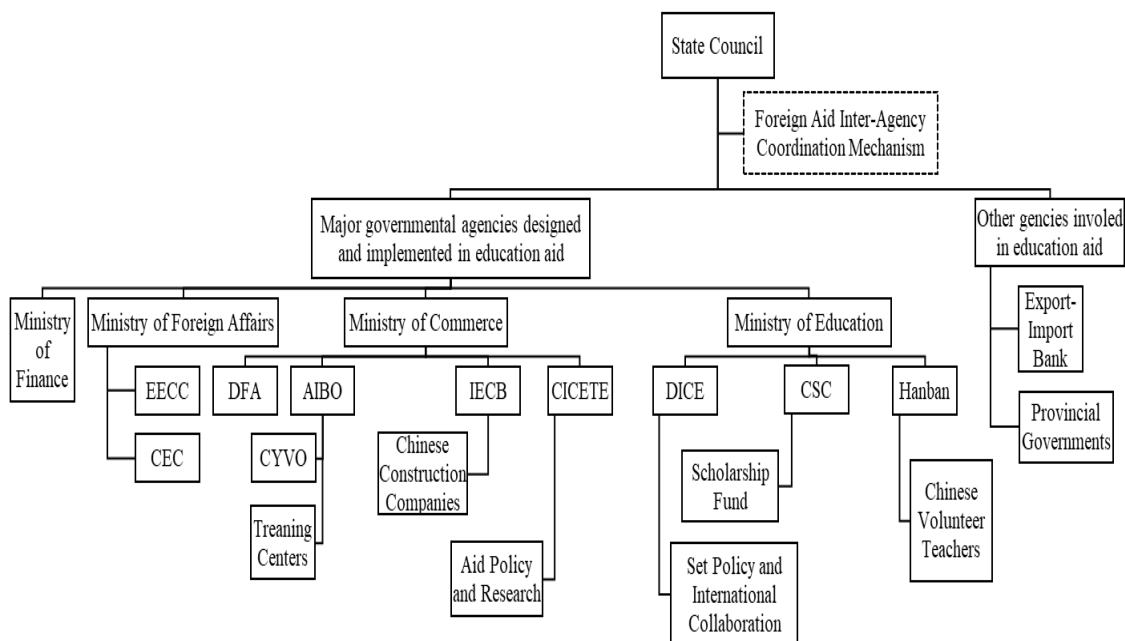 State Council
Foreign Aid Inter-Agency
Coordination Mechanism
Major governmental agencies designed
and implemented in education aid
Other gencies involed
in education aid
Ministry
of
Finance
Ministry of Foreign Affairs
Ministry of Commerce
Ministry of Education
Export-
Import
Bank
EECC
DFA
AIBO
IECB
CICETE
DICE
CSC
Hanban
Provincial
Governments
CEC
CYVO
Chinese
Construction
Companies
Scholarship
Fund
Chinese
Volunteer
Teachers
Treaning
Centers
Aid Policy
and Research
Set Policy and
International
Collaboration